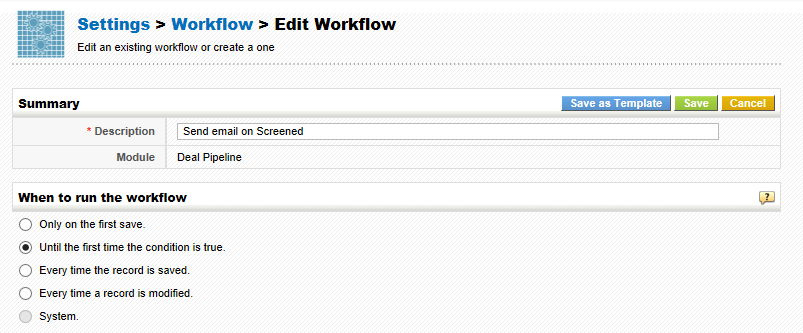 Settings > Workflow > Edit Workflow
Edit an existing workflow or create a one
Summary Save as Template Save Cancel
* Description Send email on Screened
Module Deal Pipeline
When to run the workflow ?
Only on the first save.
Until the first time the condition is true.
Every time the record is saved.
Every time a record is modified.
System.